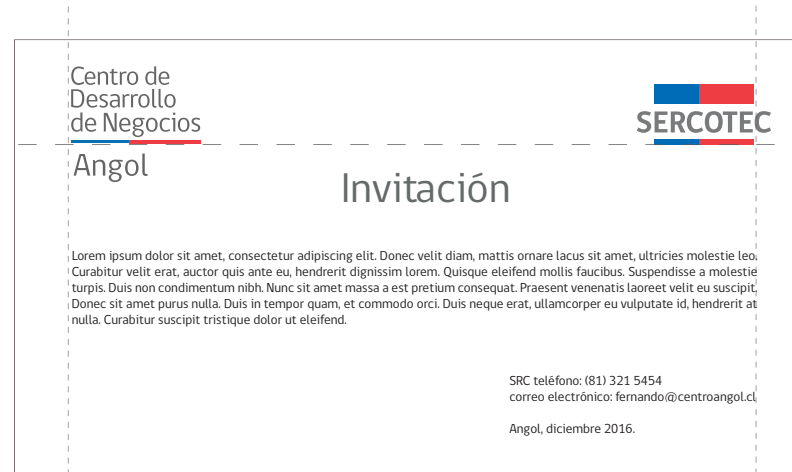 Centro de
Desarrollo
de Negocios
Angol
SERCOTEC
Invitación
Lorem ipsum dolor sit amet, consectetur adipiscing elit. Donec velit diam, mattis ornare lacus sit amet, ultricies molestie leo.
Curabitur velit erat, auctor quis ante eu, hendrerit dignissim lorem. Quisque eleifend mollis faucibus. Suspendisse a molestie
turpis. Duis non condimentum nibh. Nunc sit amet massa a est pretium consequat. Praesent venenatis laoreet velit eu suscipit.
Donec sit amet purus nulla. Duis in tempor quam, et commodo orci. Duis neque erat, ullamcorper eu vulputate id, hendrerit at
nulla. Curabitur suscipit tristique dolor ut eleifend.
SRC teléfono: (81) 321 5454
correo electrónico: fernando@centroangol.cl
Angol, diciembre 2016.